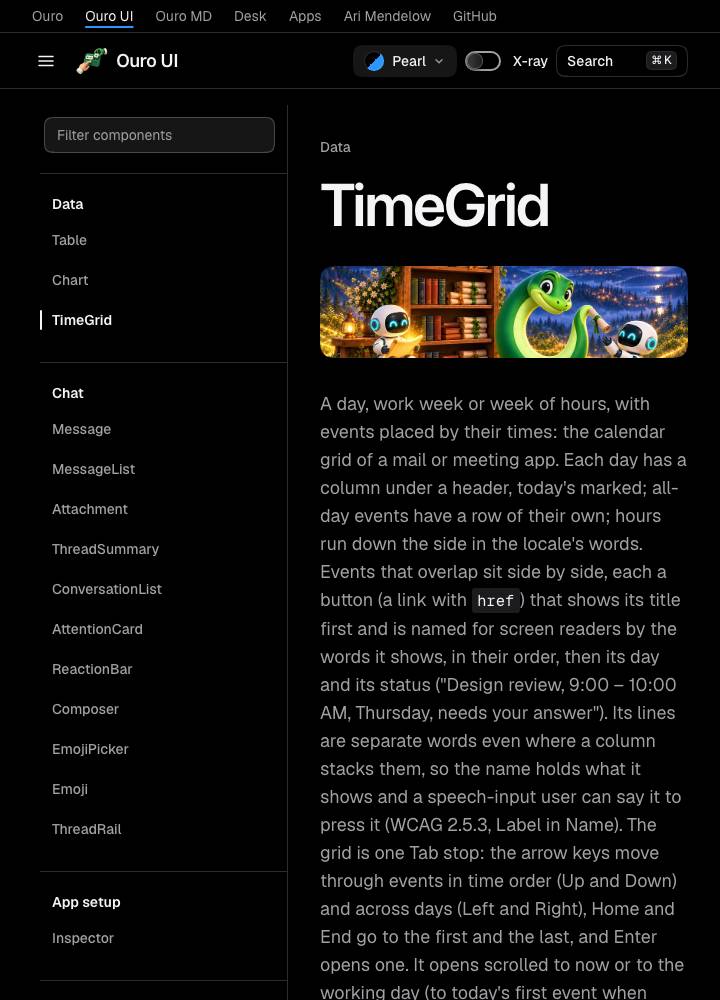 Ouro Ouro UI Ouro MD Desk Apps Ari Mendelow GitHub
Ouro UI Pearl X-ray Search ⌘ K
Filter components
Data
Table
Chart
TimeGrid
Chat
Message
MessageList
Attachment
ThreadSummary
ConversationList
AttentionCard
ReactionBar
Composer
EmojiPicker
Emoji
ThreadRail
App setup
Inspector
Data
TimeGrid
A day, work week or week of hours, with
events placed by their times: the calendar
grid of a mail or meeting app. Each day has a
column under a header, today's marked; all-
day events have a row of their own; hours
run down the side in the locale's words.
Events that overlap sit side by side, each a
button (a link with href) that shows its title
first and is named for screen readers by the
words it shows, in their order, then its day
and its status ("Design review, 9:00 – 10:00
AM, Thursday, needs your answer"). Its lines
are separate words even where a column
stacks them, so the name holds what it
shows and a speech-input user can say it to
press it (WCAG 2.5.3, Label in Name). The
grid is one Tab stop: the arrow keys move
through events in time order (Up and Down)
and across days (Left and Right), Home and
End go to the first and the last, and Enter
opens one. It opens scrolled to now or to the
working day (to today's first event when